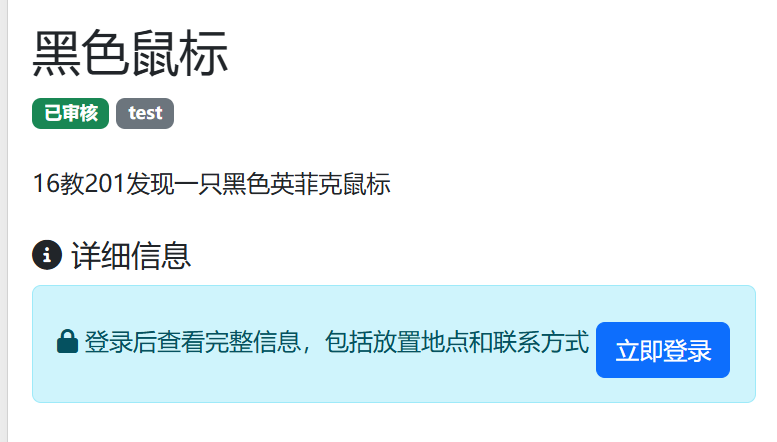 黑色鼠标
已审核 test
16教201发现一只黑色英菲克鼠标
详细信息
登录后查看完整信息，包括放置地点和联系方式 立即登录